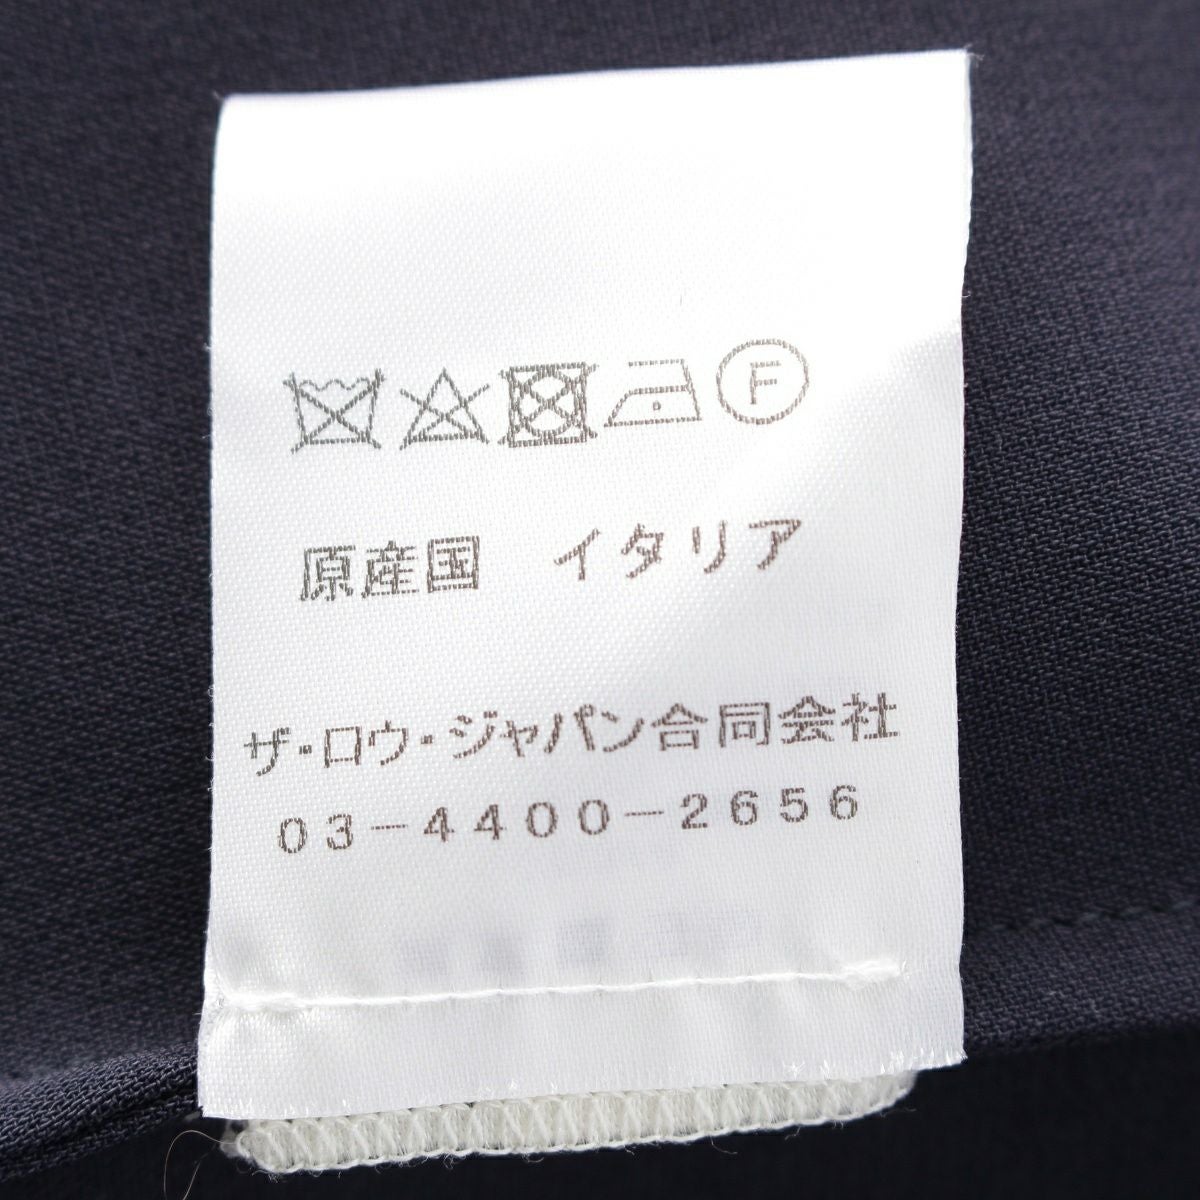 F
原産国　イタリア
ザ・ロウ・ジャパン合同会社
03-4400-2656